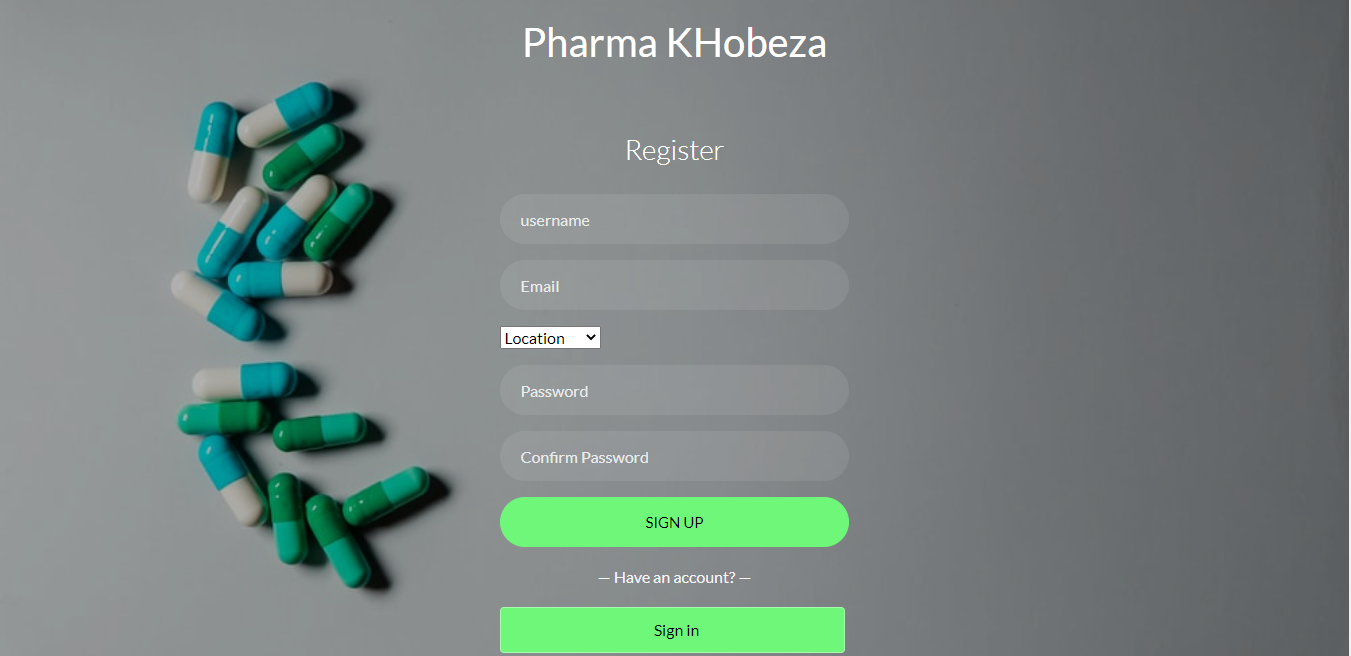 Pharma KHobeza
Register
username
Email
Location
Password
Confirm Password
SIGN UP
— Have an account? —
Sign in